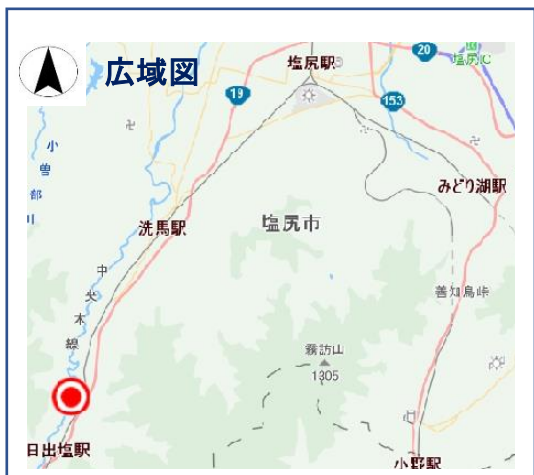 広域図
塩尻駅
20
塩尻IC
19
153
小曽部川
みどり湖駅
洗馬駅
塩尻市
中央木線
善知鳥峠
霧訪山
1305
日出塩駅
小野駅